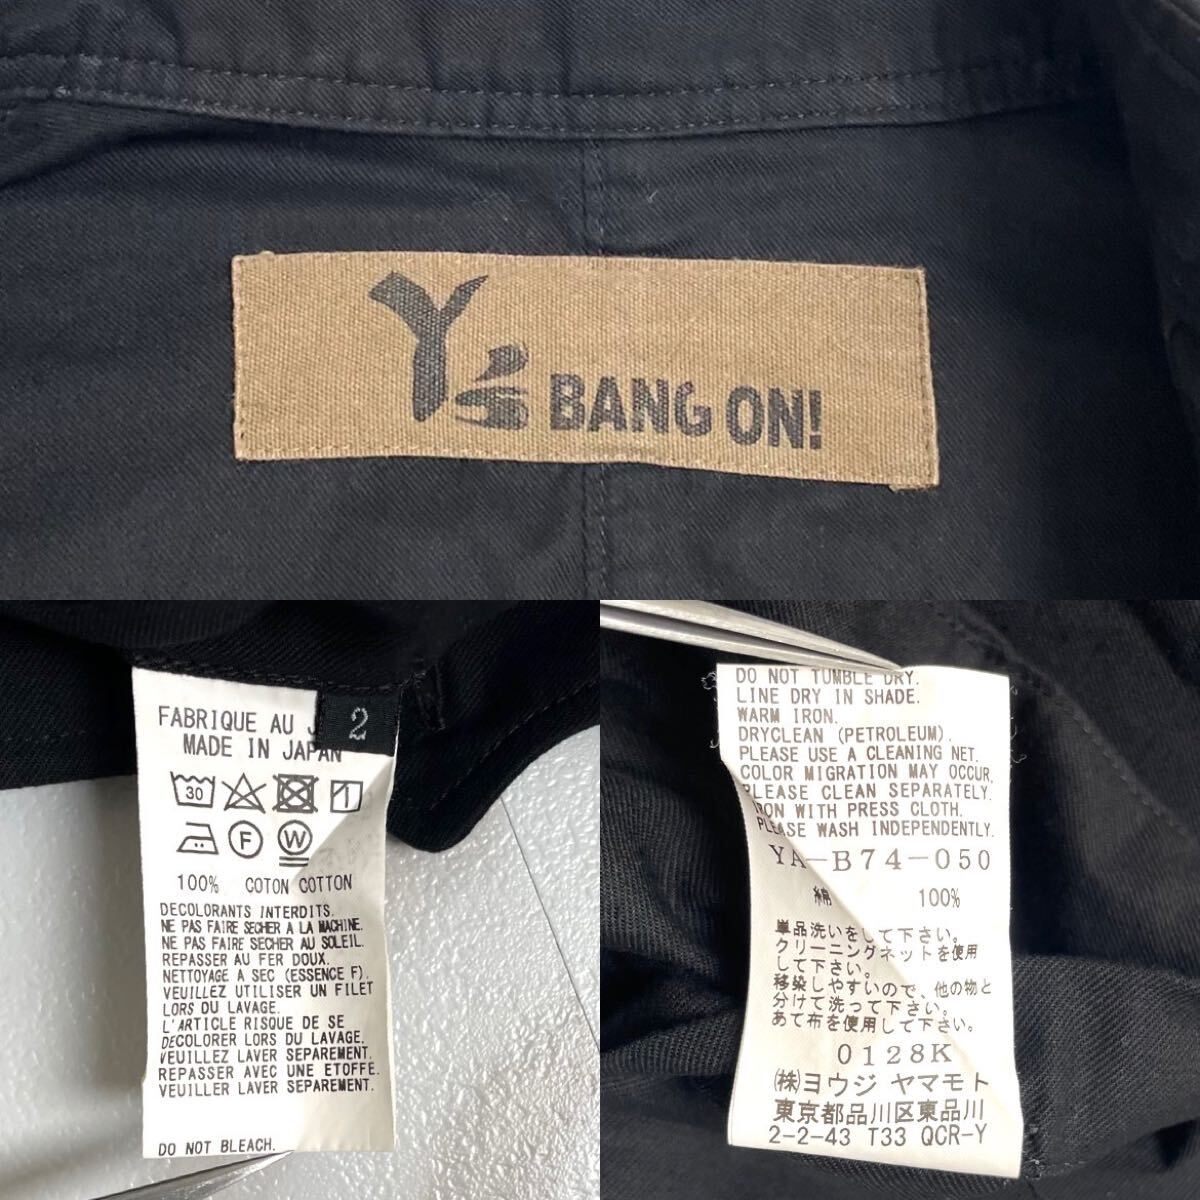 Y's BANG ON!
FABRIQUE AU J
2
MADE IN JAPAN
30
F W
100% COTON COTTON
DECOLORANTS INTERDITS.
NE PAS FAIRE SECHER A LA MACHINE.
NE PAS FAIRE SECHER AU SOLEIL.
REPASSER AU FER DOUX.
NETTOYAGE A SEC (ESSENCE F).
VEUILLEZ UTILISER UN FILET
LORS DU LAVAGE.
L'ARTICLE RISQUE DE SE
DECOLORER LORS DU LAVAGE,
VEUILLEZ LAVER SEPAREMENT.
REPASSER AVEC UNE ETOFFE.
VEUILLER LAVER SEPAREMENT.
DO NOT BLEACH.
DO NOT TUMBLE DRY.
LINE DRY IN SHADE.
WARM IRON.
DRYCLEAN (PETROLEUM).
PLEASE USE A CLEANING NET.
COLOR MIGRATION MAY OCCUR,
PLEASE CLEAN SEPARATELY.
IRON WITH PRESS CLOTH.
PLEASE WASH INDEPENDENTLY.
YA-B74-050
綿 100%
単品洗いをして下さい。
クリーニングネットを使用
して下さい。
移染しやすいので、他の物と
分けて洗って下さい。
あて布を使用して下さい。
0128K
㈱ヨウジ ヤマモト
東京都品川区東品川
2-2-43 T33 QCR-Y